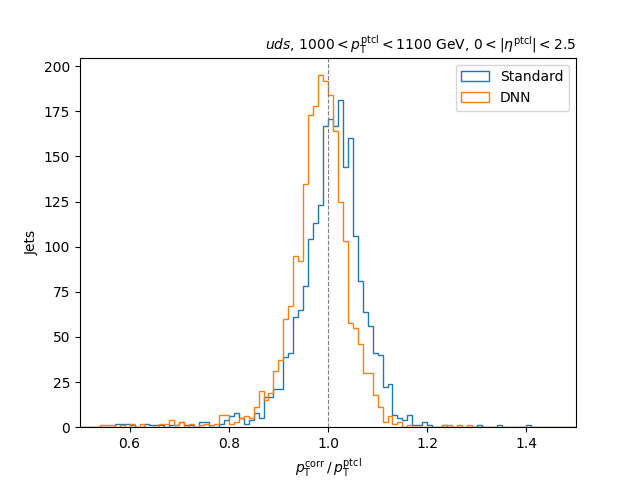 uds, 1000 < p_T^ptcl < 1100 GeV, 0 < |η^ptcl| < 2.5
Standard
DNN
200
175
150
125
100
75
50
25
0
Jets
0.6 0.8 1.0 1.2 1.4
p_T^corr / p_T^ptcl